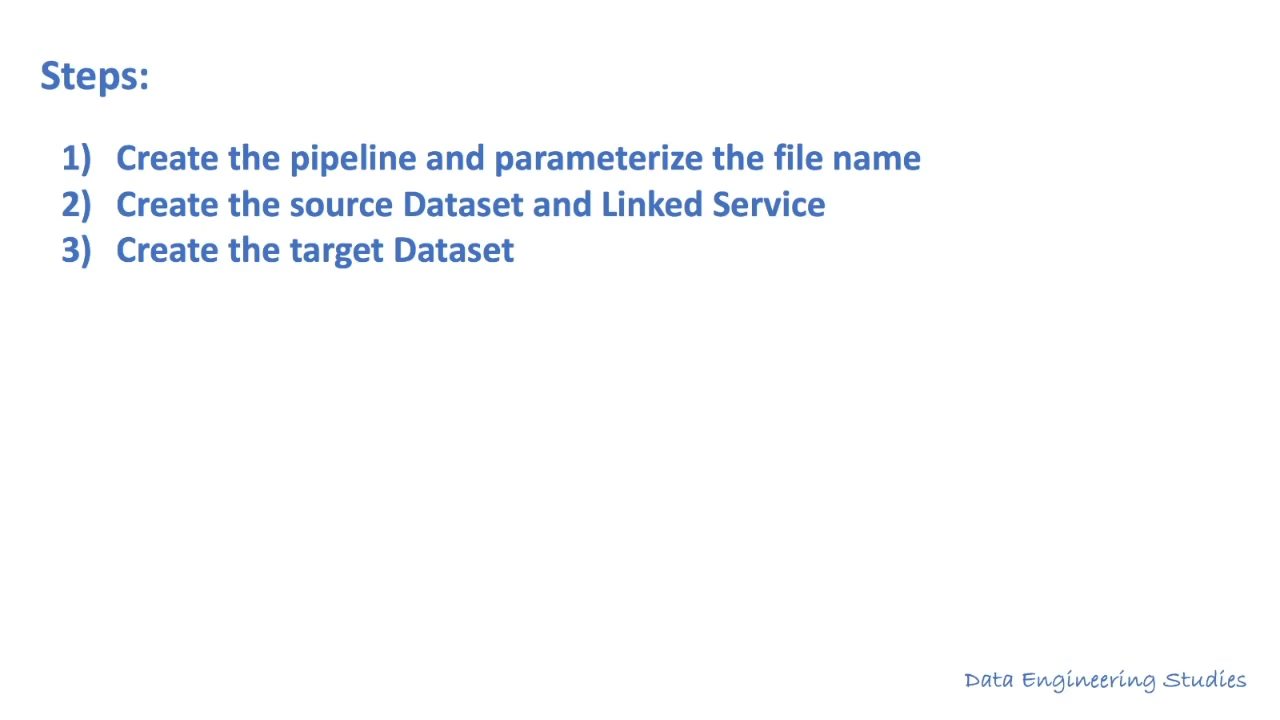 Steps:
1) Create the pipeline and parameterize the file name
2) Create the source Dataset and Linked Service
3) Create the target Dataset
Data Engineering Studies